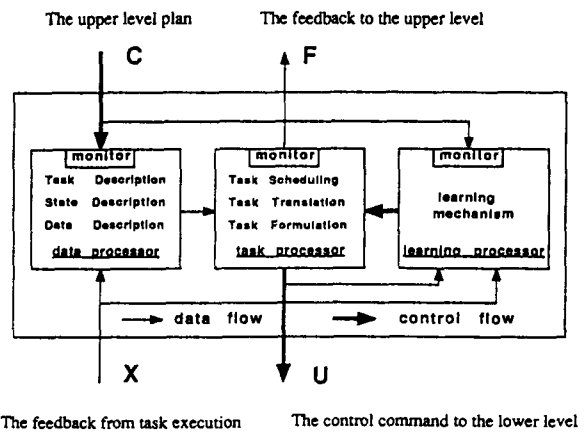 The upper level plan
The feedback to the upper level
C
F
monitor
Task Description
State Description
Data Description
data processor
monitor
Task Scheduling
Task Translation
Task Formulation
task processor
monitor
learning
mechanism
learning processor
data flow
control flow
X
U
The feedback from task execution
The control command to the lower level